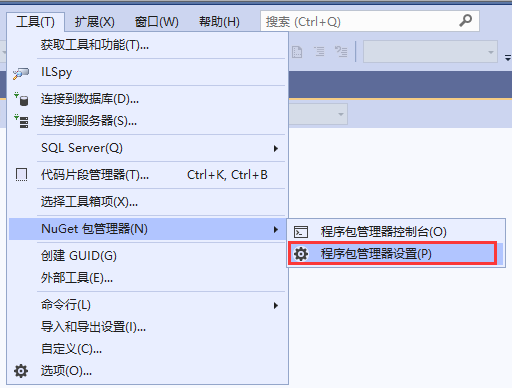 工具(T) 扩展(X) 窗口(W) 帮助(H) 搜索 (Ctrl+Q)
获取工具和功能(T)...
ILSpy
连接到数据库(D)...
连接到服务器(S)...
SQL Server(Q)
代码片段管理器(T)... Ctrl+K, Ctrl+B
选择工具箱项(X)...
NuGet 包管理器(N)
程序包管理器控制台(O)
程序包管理器设置(P)
创建 GUID(G)
外部工具(E)...
命令行(L)
导入和导出设置(I)...
自定义(C)...
选项(O)...